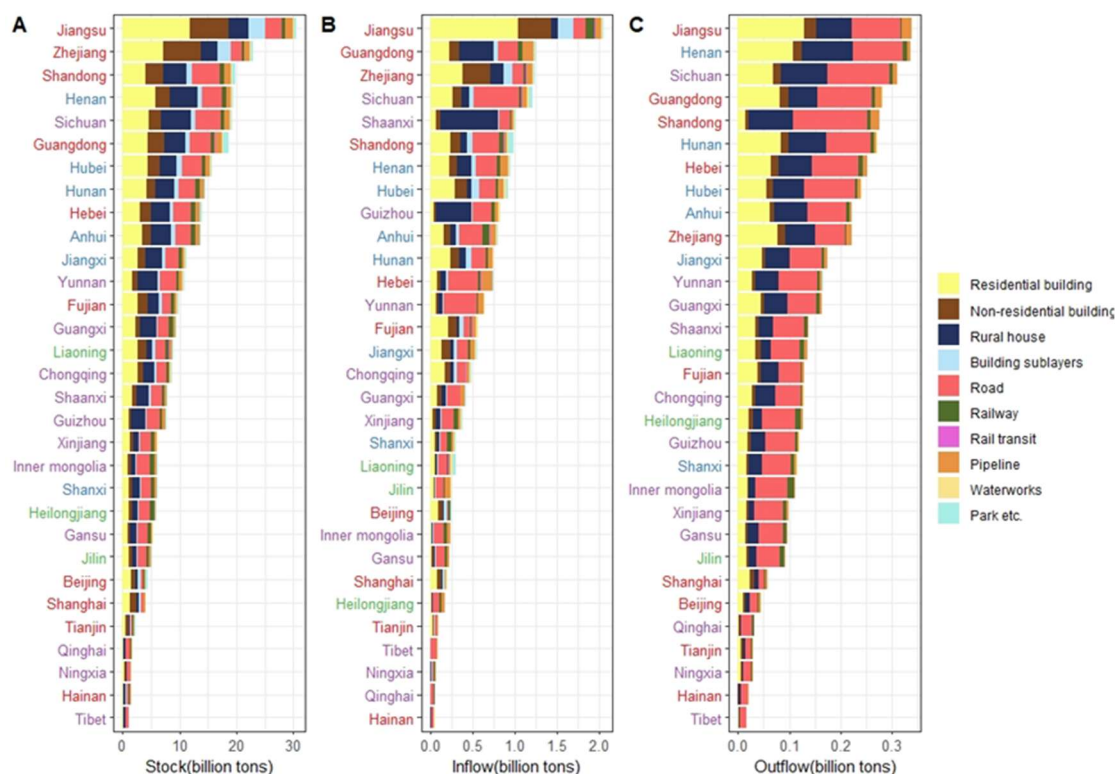 A
Jiangsu
Zhejiang
Shandong
Henan
Sichuan
Guangdong
Hubei
Hunan
Hebei
Anhui
Jiangxi
Yunnan
Fujian
Guangxi
Liaoning
Chongqing
Shaanxi
Guizhou
Xinjiang
Inner mongolia
Shanxi
Heilongjiang
Gansu
Jilin
Beijing
Shanghai
Tianjin
Qinghai
Ningxia
Hainan
Tibet
0 10 20 30
Stock(billion tons)
B
Jiangsu
Guangdong
Zhejiang
Sichuan
Shaanxi
Shandong
Henan
Hubei
Guizhou
Anhui
Hunan
Hebei
Yunnan
Fujian
Jiangxi
Chongqing
Guangxi
Xinjiang
Shanxi
Liaoning
Jilin
Beijing
Inner mongolia
Gansu
Shanghai
Heilongjiang
Tianjin
Tibet
Ningxia
Qinghai
Hainan
0.0 0.5 1.0 1.5 2.0
Inflow(billion tons)
C
Jiangsu
Henan
Sichuan
Guangdong
Shandong
Hunan
Hebei
Hubei
Anhui
Zhejiang
Jiangxi
Yunnan
Guangxi
Shaanxi
Liaoning
Fujian
Chongqing
Heilongjiang
Guizhou
Shanxi
Inner mongolia
Xinjiang
Gansu
Jilin
Shanghai
Beijing
Qinghai
Tianjin
Ningxia
Hainan
Tibet
0.0 0.1 0.2 0.3
Outflow(billion tons)
Residential building
Non-residential building
Rural house
Building sublayers
Road
Railway
Rail transit
Pipeline
Waterworks
Park etc.